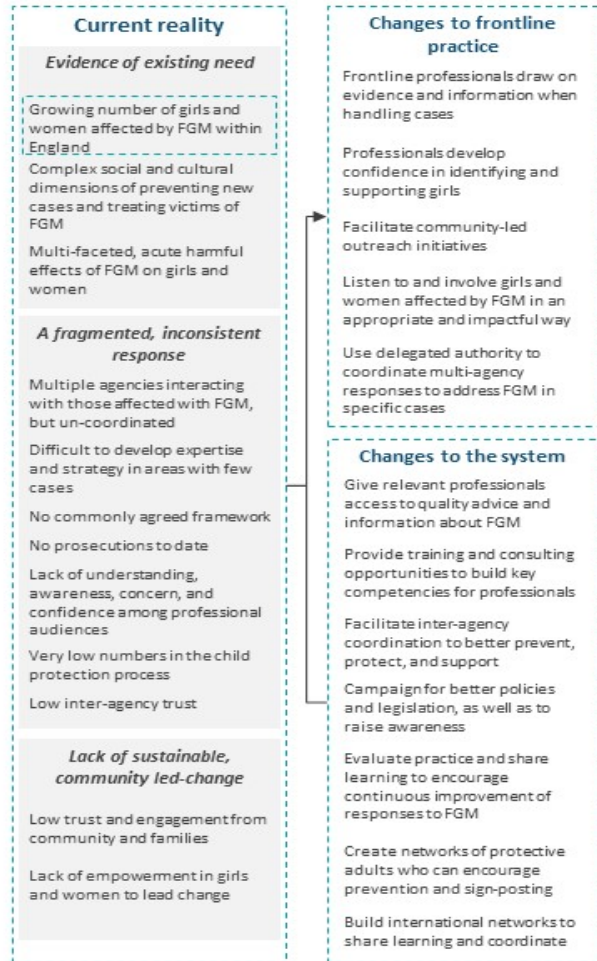 Current reality
Evidence of existing need
Growing number of girls and
women affected by FGM within
England
Complex social and cultural
dimensions of preventing new
cases and treating victims of
FGM
Multi-faceted, acute harmful
effects of FGM on girls and
women
A fragmented, inconsistent
response
Multiple agencies interacting
with those affected with FGM,
but un-coordinated
Difficult to develop expertise
and strategy in areas with few
cases
No commonly agreed framework
No prosecutions to date
Lack of understanding,
awareness, concern, and
confidence among professional
audiences
Very low numbers in the child
protection process
Low inter-agency trust
Lack of sustainable,
community led-change
Low trust and engagement from
community and families
Lack of empowerment in girls
and women to lead change
Changes to frontline
practice
Frontline professionals draw on
evidence and information when
handling cases
Professionals develop
confidence in identifying and
supporting girls
Facilitate community-led
outreach initiatives
Listen to and involve girls and
women affected by FGM in an
appropriate and impactful way
Use delegated authority to
coordinate multi-agency
responses to address FGM in
specific cases
Changes to the system
Give relevant professionals
access to quality advice and
information about FGM
Provide training and consulting
opportunities to build key
competencies for professionals
Facilitate inter-agency
coordination to better prevent,
protect, and support
Campaign for better policies
and legislation, as well as to
raise awareness
Evaluate practice and share
learning to encourage
continuous improvement of
responses to FGM
Create networks of protective
adults who can encourage
prevention and sign-posting
Build international networks to
share learning and coordinate